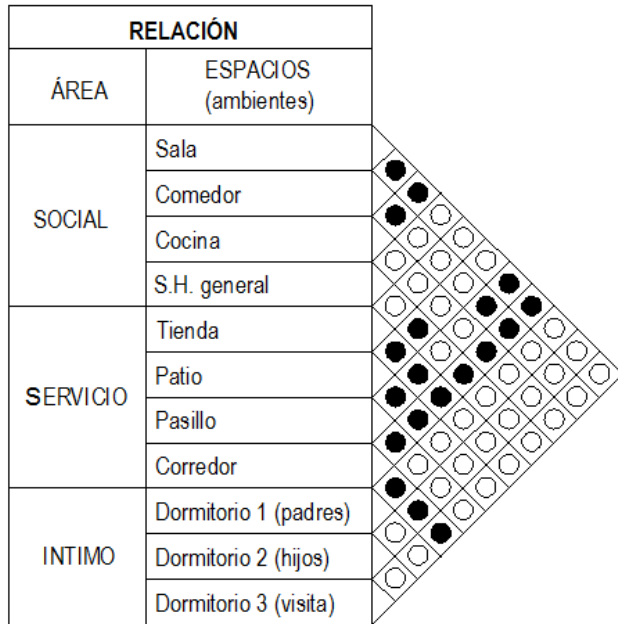 RELACIÓN
ÁREA
ESPACIOS
(ambientes)
SOCIAL
Sala
Comedor
Cocina
S.H. general
SERVICIO
Tienda
Patio
Pasillo
Corredor
INTIMO
Dormitorio 1 (padres)
Dormitorio 2 (hijos)
Dormitorio 3 (visita)